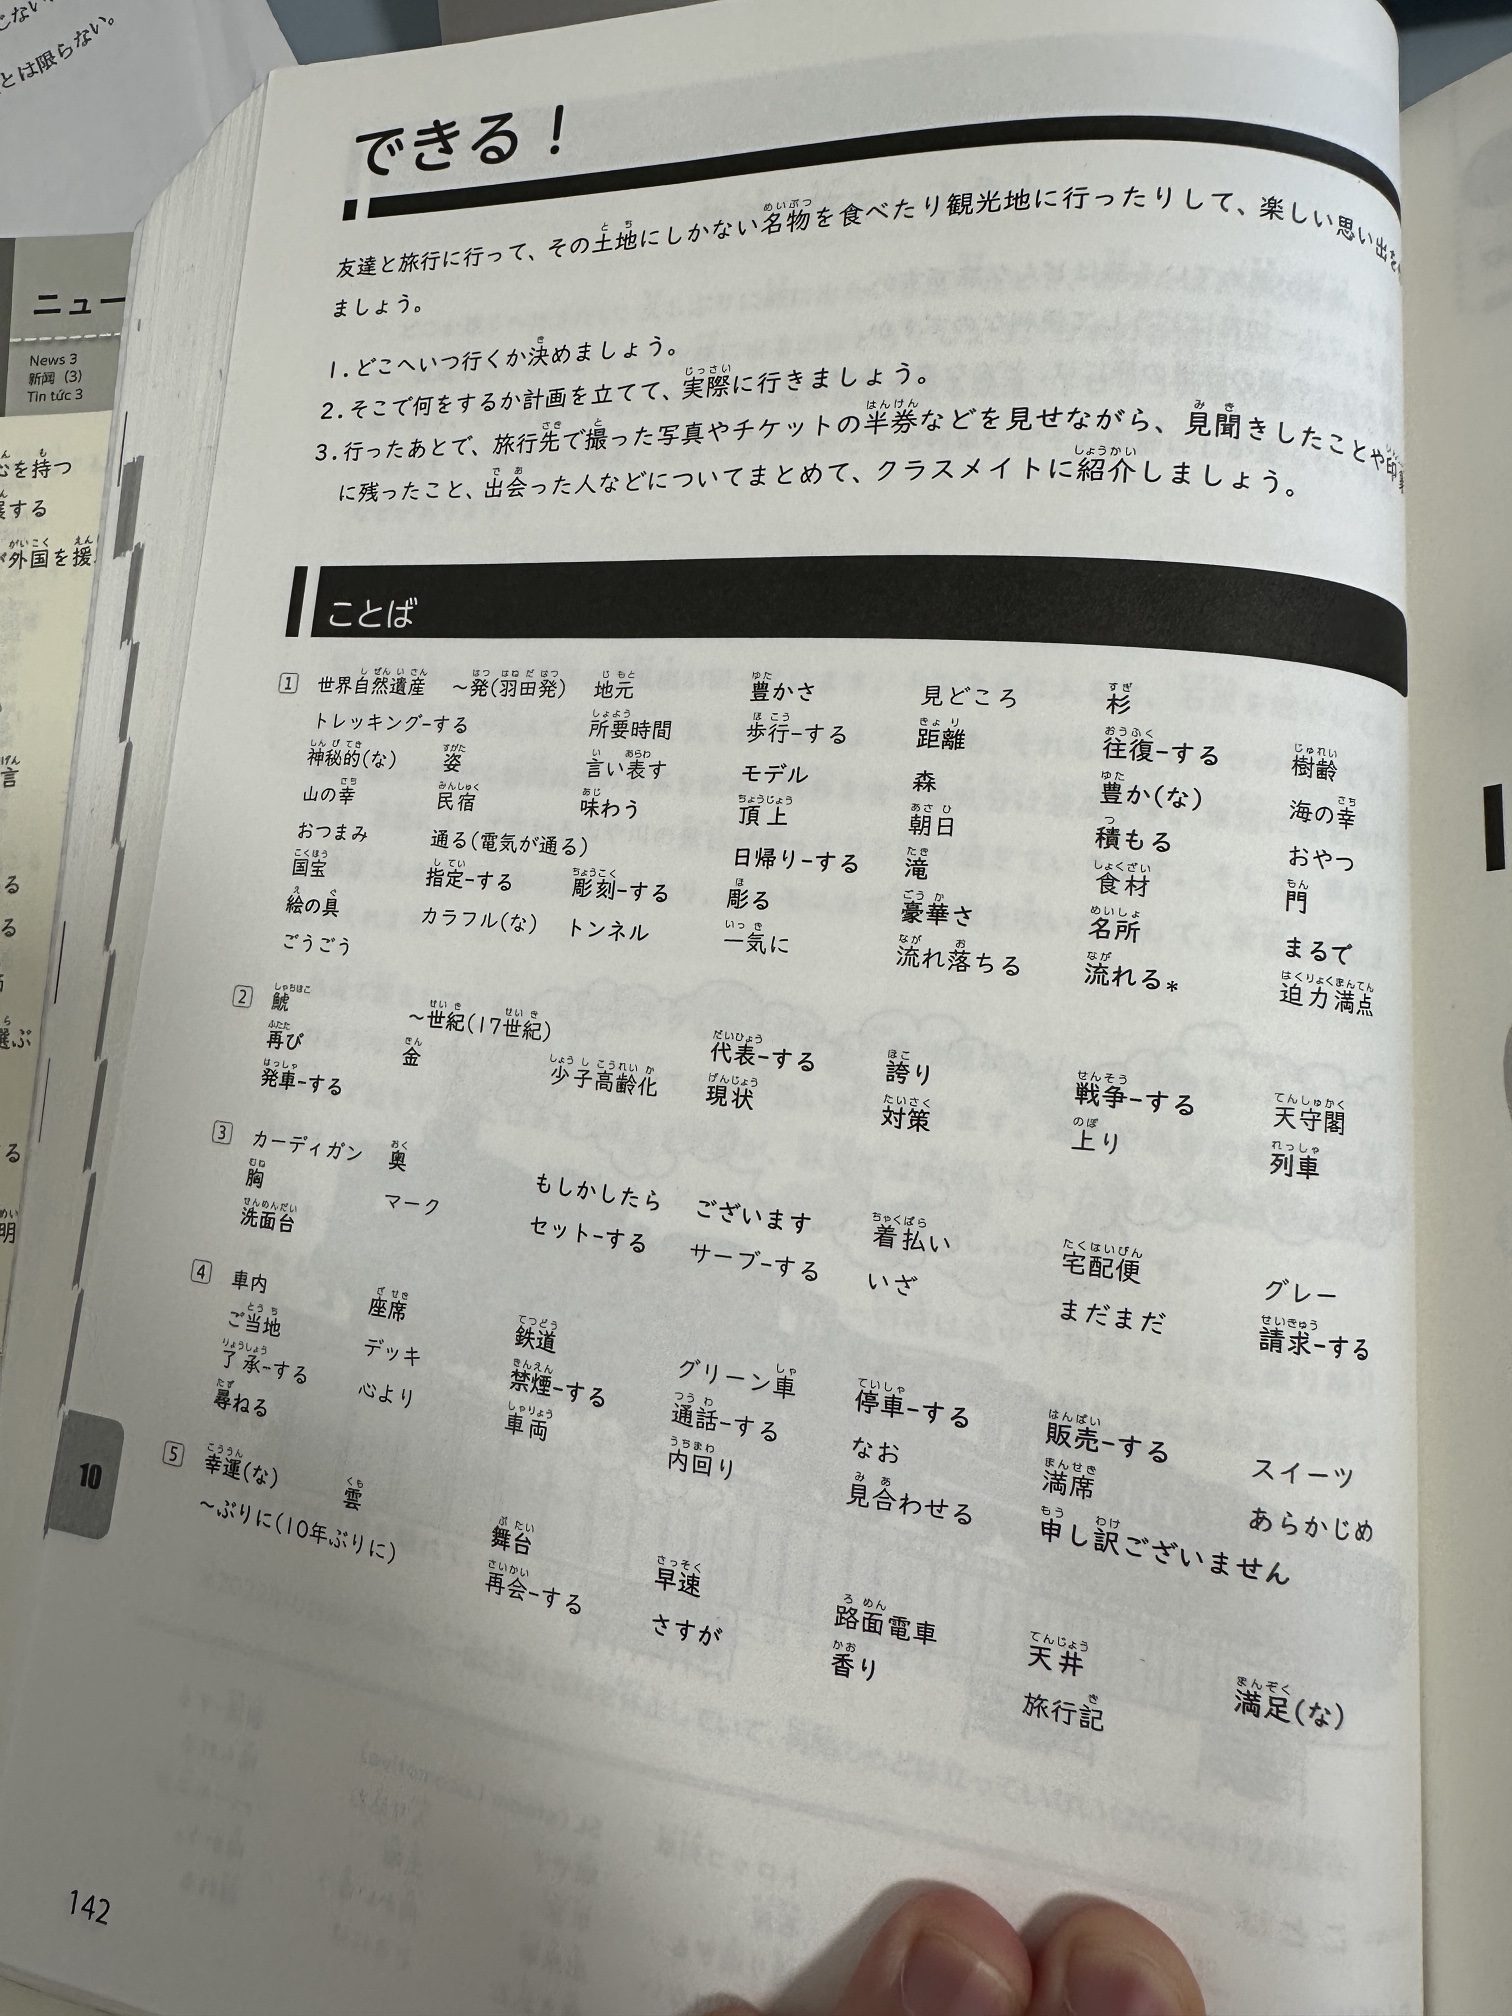 とは限らない。
ニュー
News 3
新闻 (3)
Tin tức 3
を持つ
する
外国を援
できる！
友達と旅行に行って、その土地にしかない名物を食べたり観光地に行ったりして、楽しい思い出を
ましょう。
1.どこへいつ行くか決めましょう。
2.そこで何をするか計画を立てて、実際に行きましょう。
3.行ったあとで、旅行先で撮った写真やチケットの半券などを見せながら、見聞きしたことや印象
に残ったこと、出会った人などについてまとめて、クラスメイトに紹介しましょう。
ことば
1 世界自然遺産 ～発(羽田発) 地元 豊かさ 見どころ 杉
トレッキング-する 所要時間 歩行-する 距離 往復-する 樹齢
神秘的(な) 姿 言い表す モデル 森 豊か(な) 海の幸
山の幸 民宿 味わう 頂上 朝日 積もる おやつ
おつまみ 通る(電気が通る) 日帰り-する 滝 食材 門
国宝 指定-する 彫刻-する 彫る 豪華さ 名所 まるで
絵の具 カラフル(な) トンネル 一気に 流れ落ちる 流れる* 迫力満点
ごうごう
2 鯱 ～世紀(17世紀) 代表-する 誇り 戦争-する 天守閣
再び 金 少子高齢化 現状 対策 上り 列車
発車-する
3 カーディガン 奥 もしかしたら ございます 着払い 宅配便 グレー
胸 マーク セット-する サーブ-する いざ まだまだ 請求-する
洗面台
4 車内 座席 鉄道 グリーン車 停車-する 販売-する スイーツ
ご当地 デッキ 禁煙-する 通話-する なお 満席 あらかじめ
了承-する 心より 車両 内回り 見合わせる 申し訳ございません
尋ねる
5 幸運(な) 雲 舞台 早速 路面電車 天井 満足(な)
～ぶりに(10年ぶりに) 再会-する さすが 香り 旅行記
10
142